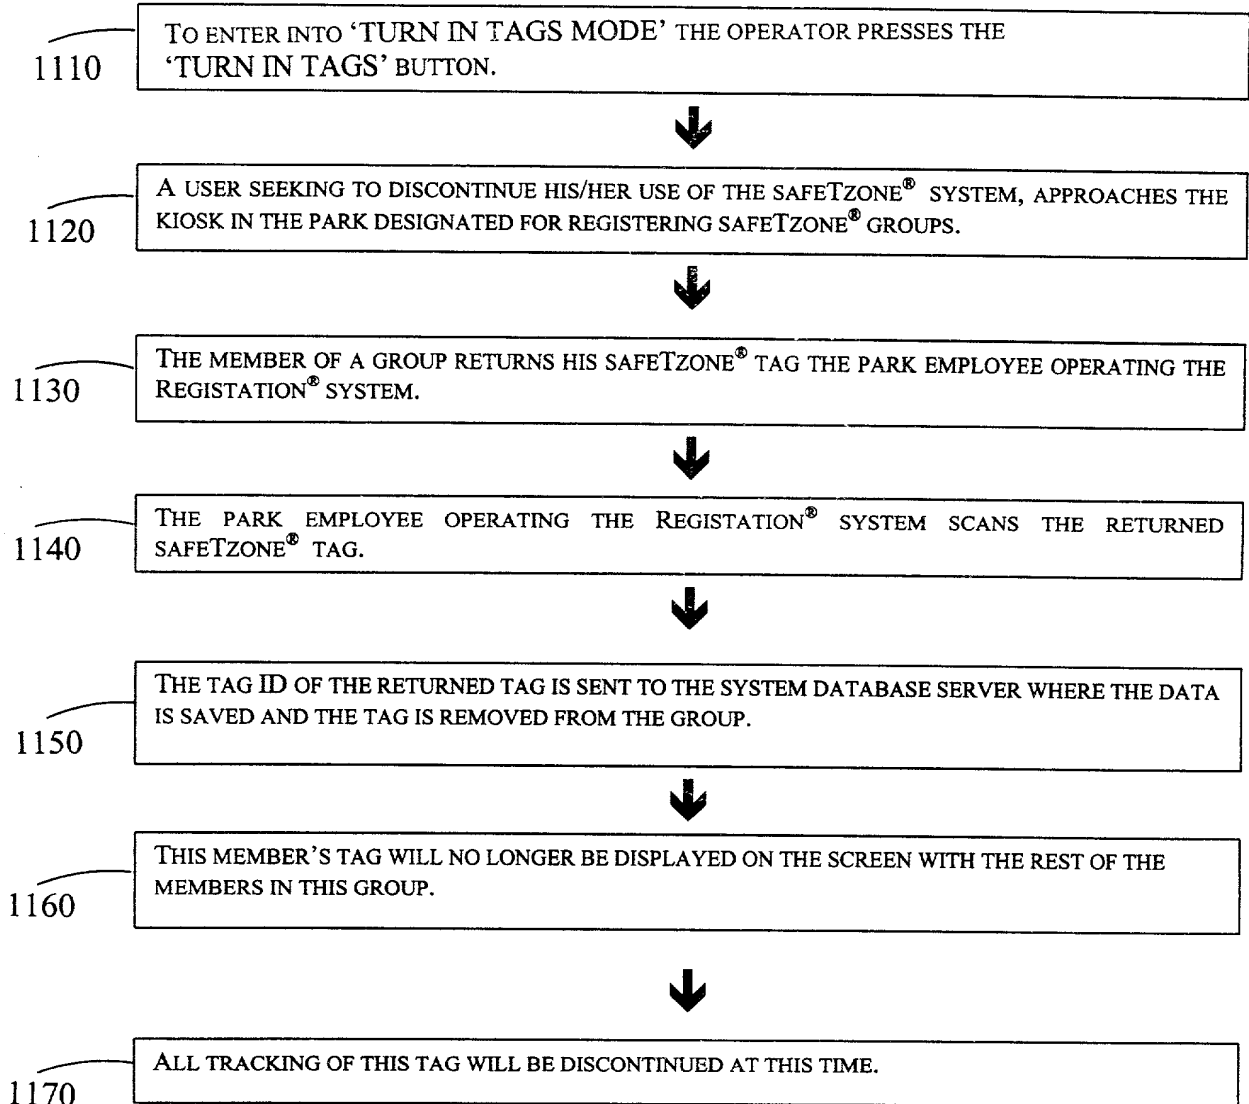 TO ENTER INTO ‘TURN IN TAGS MODE’ THE OPERATOR PRESSES THE
‘TURN IN TAGS’ BUTTON.
1110
A USER SEEKING TO DISCONTINUE HIS/HER USE OF THE SAFETZONE® SYSTEM, APPROACHES THE
KIOSK IN THE PARK DESIGNATED FOR REGISTERING SAFETZONE® GROUPS.
1120
THE MEMBER OF A GROUP RETURNS HIS SAFETZONE® TAG THE PARK EMPLOYEE OPERATING THE
REGISTATION® SYSTEM.
1130
THE PARK EMPLOYEE OPERATING THE REGISTATION® SYSTEM SCANS THE RETURNED
SAFETZONE® TAG.
1140
THE TAG ID OF THE RETURNED TAG IS SENT TO THE SYSTEM DATABASE SERVER WHERE THE DATA
IS SAVED AND THE TAG IS REMOVED FROM THE GROUP.
1150
THIS MEMBER’S TAG WILL NO LONGER BE DISPLAYED ON THE SCREEN WITH THE REST OF THE
MEMBERS IN THIS GROUP.
1160
ALL TRACKING OF THIS TAG WILL BE DISCONTINUED AT THIS TIME.
1170